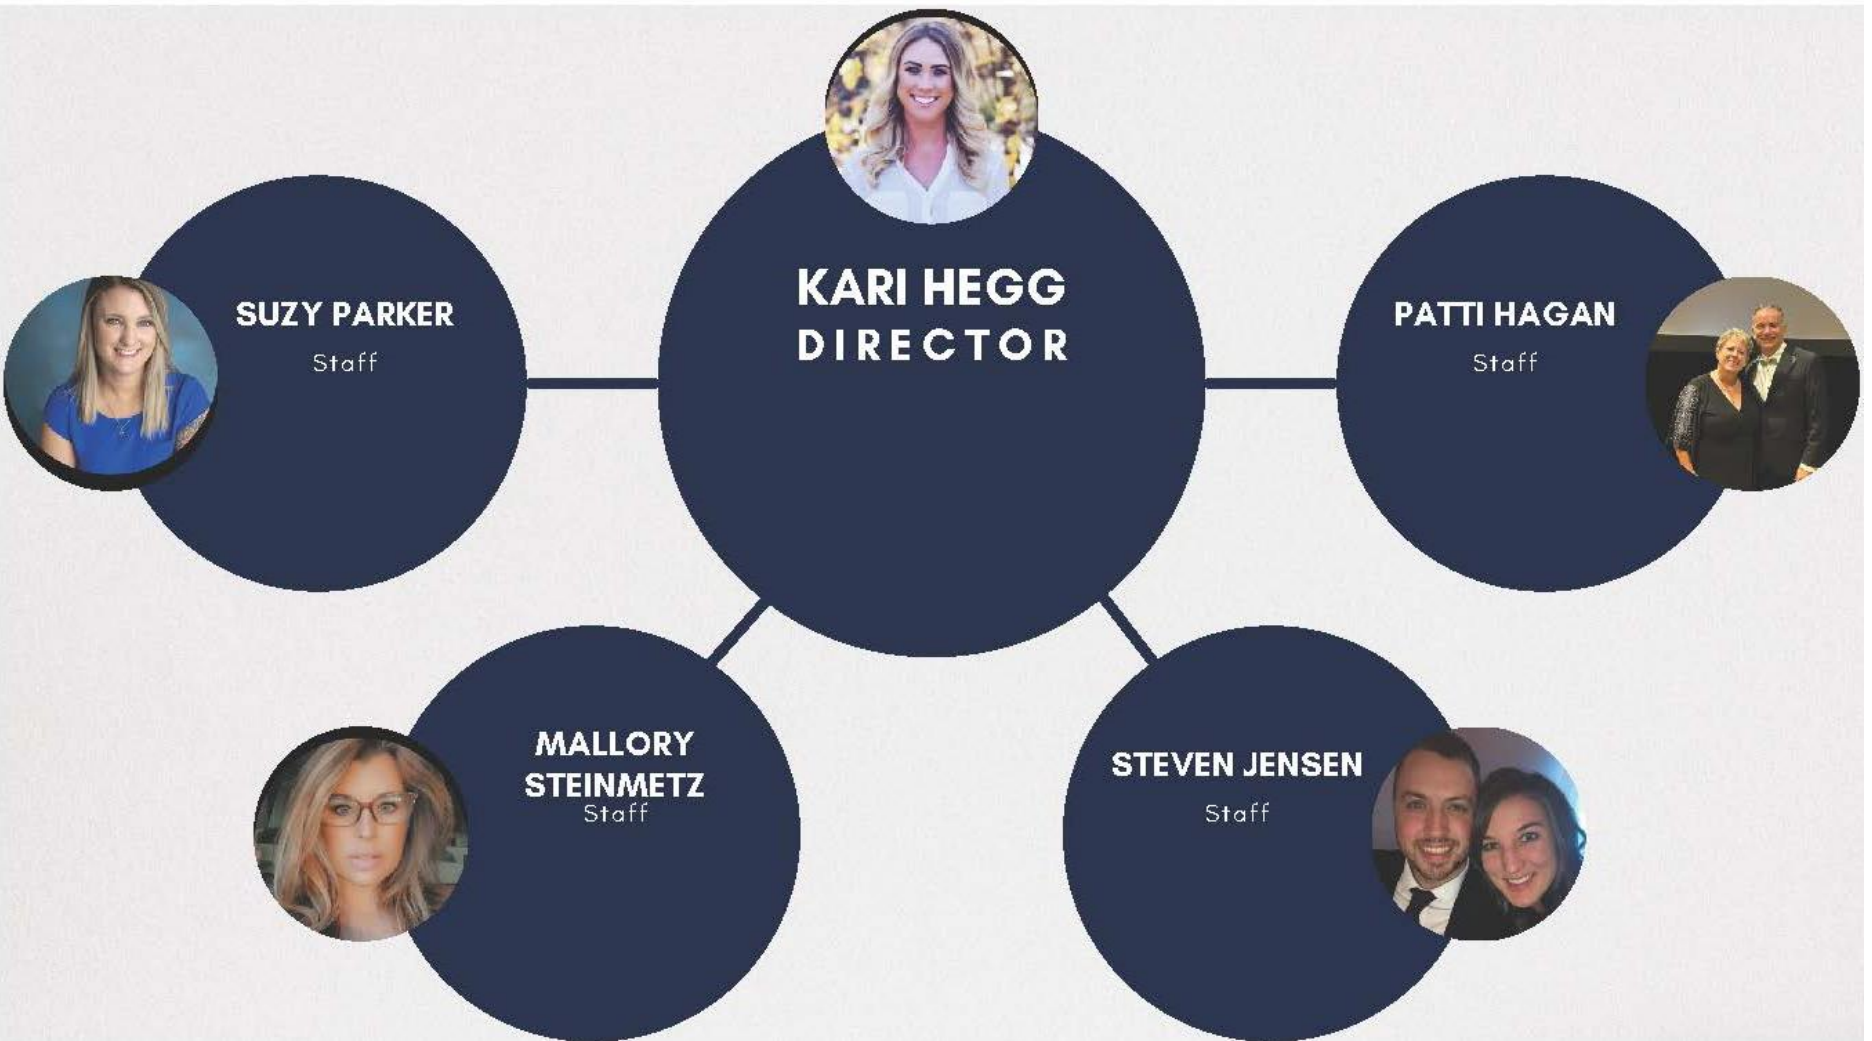 KARI HEGG
DIRECTOR
SUZY PARKER
Staff
PATTI HAGAN
Staff
MALLORY
STEINMETZ
Staff
STEVEN JENSEN
Staff